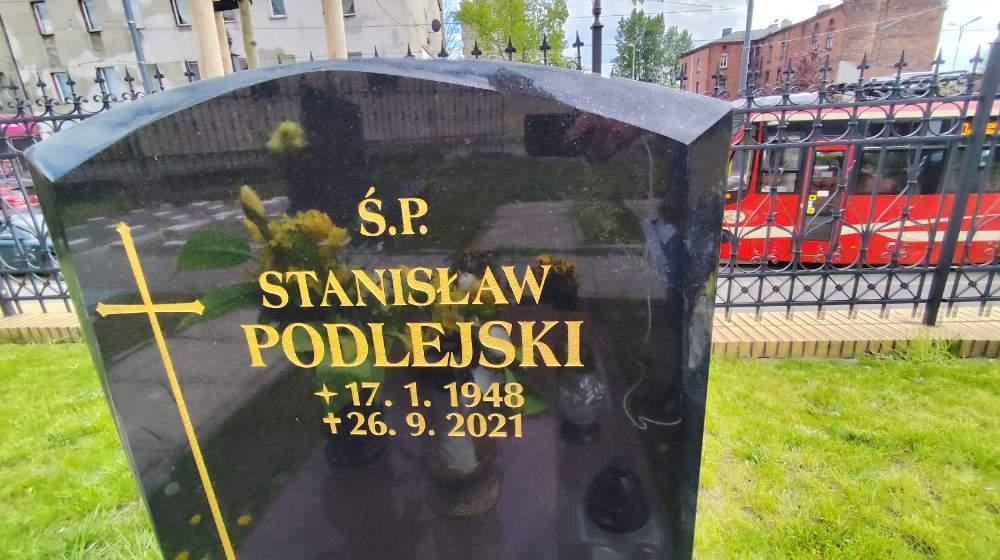 Ś.P.
STANISŁAW
PODLEJSKI
17. 1. 1948
26. 9. 2021